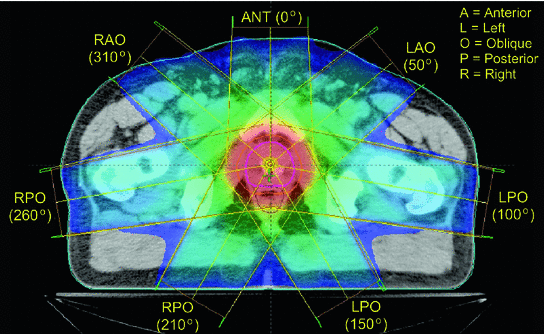 ANT (0°)
RAO
(310°)
LAO
(50°)
A = Anterior
L = Left
O = Oblique
P = Posterior
R = Right
RPO
(260°)
LPO
(100°)
RPO
(210°)
LPO
(150°)